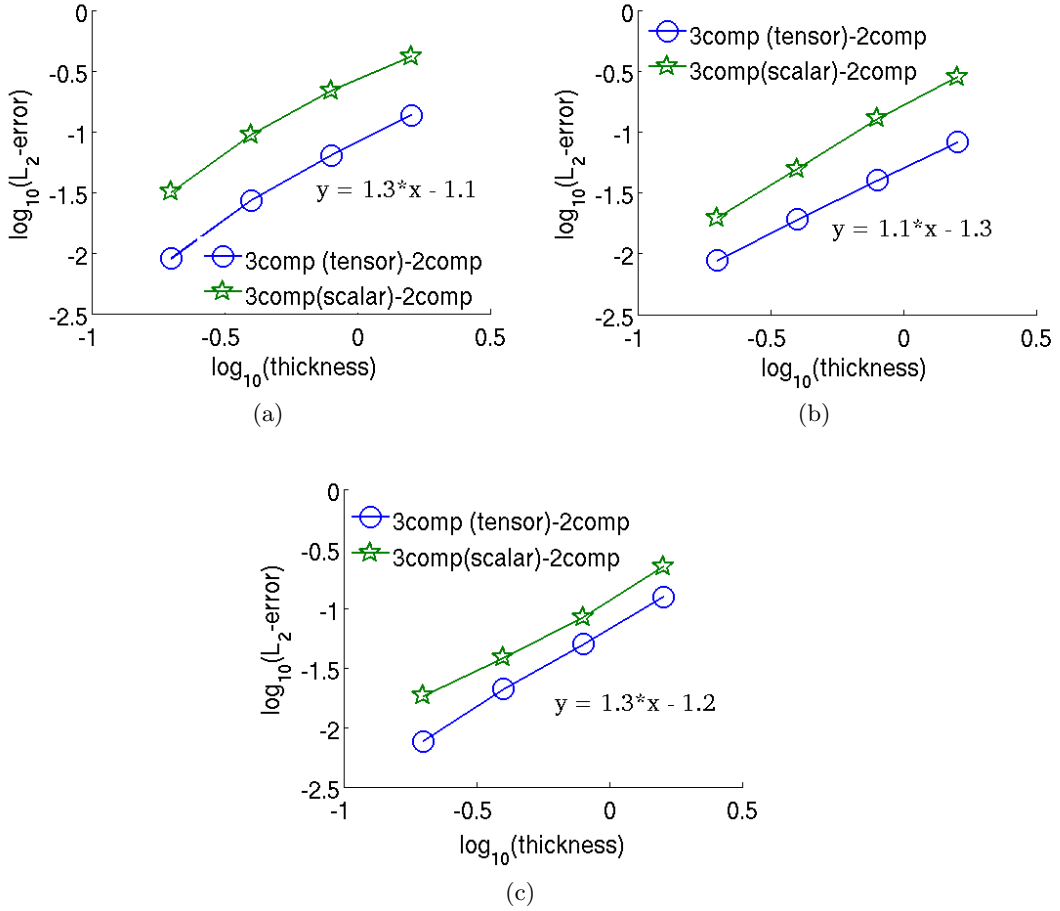 0
-0.5
-1
-1.5
-2
-2.5
log10(L2-error)
y = 1.3*x - 1.1
3comp (tensor)-2comp
3comp(scalar)-2comp
-1
-0.5
0
0.5
log10(thickness)
(a)
0
-0.5
-1
-1.5
-2
-2.5
log10(L2-error)
3comp (tensor)-2comp
3comp(scalar)-2comp
y = 1.1*x - 1.3
-1
-0.5
0
0.5
log10(thickness)
(b)
0
-0.5
-1
-1.5
-2
-2.5
log10(L2-error)
3comp (tensor)-2comp
3comp(scalar)-2comp
y = 1.3*x - 1.2
-1
-0.5
0
0.5
log10(thickness)
(c)